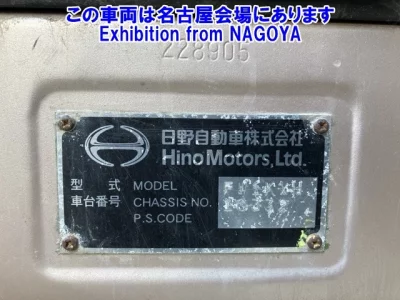 この車両は名古屋会場にあります
Exhibition from NAGOYA
228905
日野自動車株式会社
Hino Motors, Ltd.
型 式 MODEL
車台番号 CHASSIS NO.
P.S.CODE